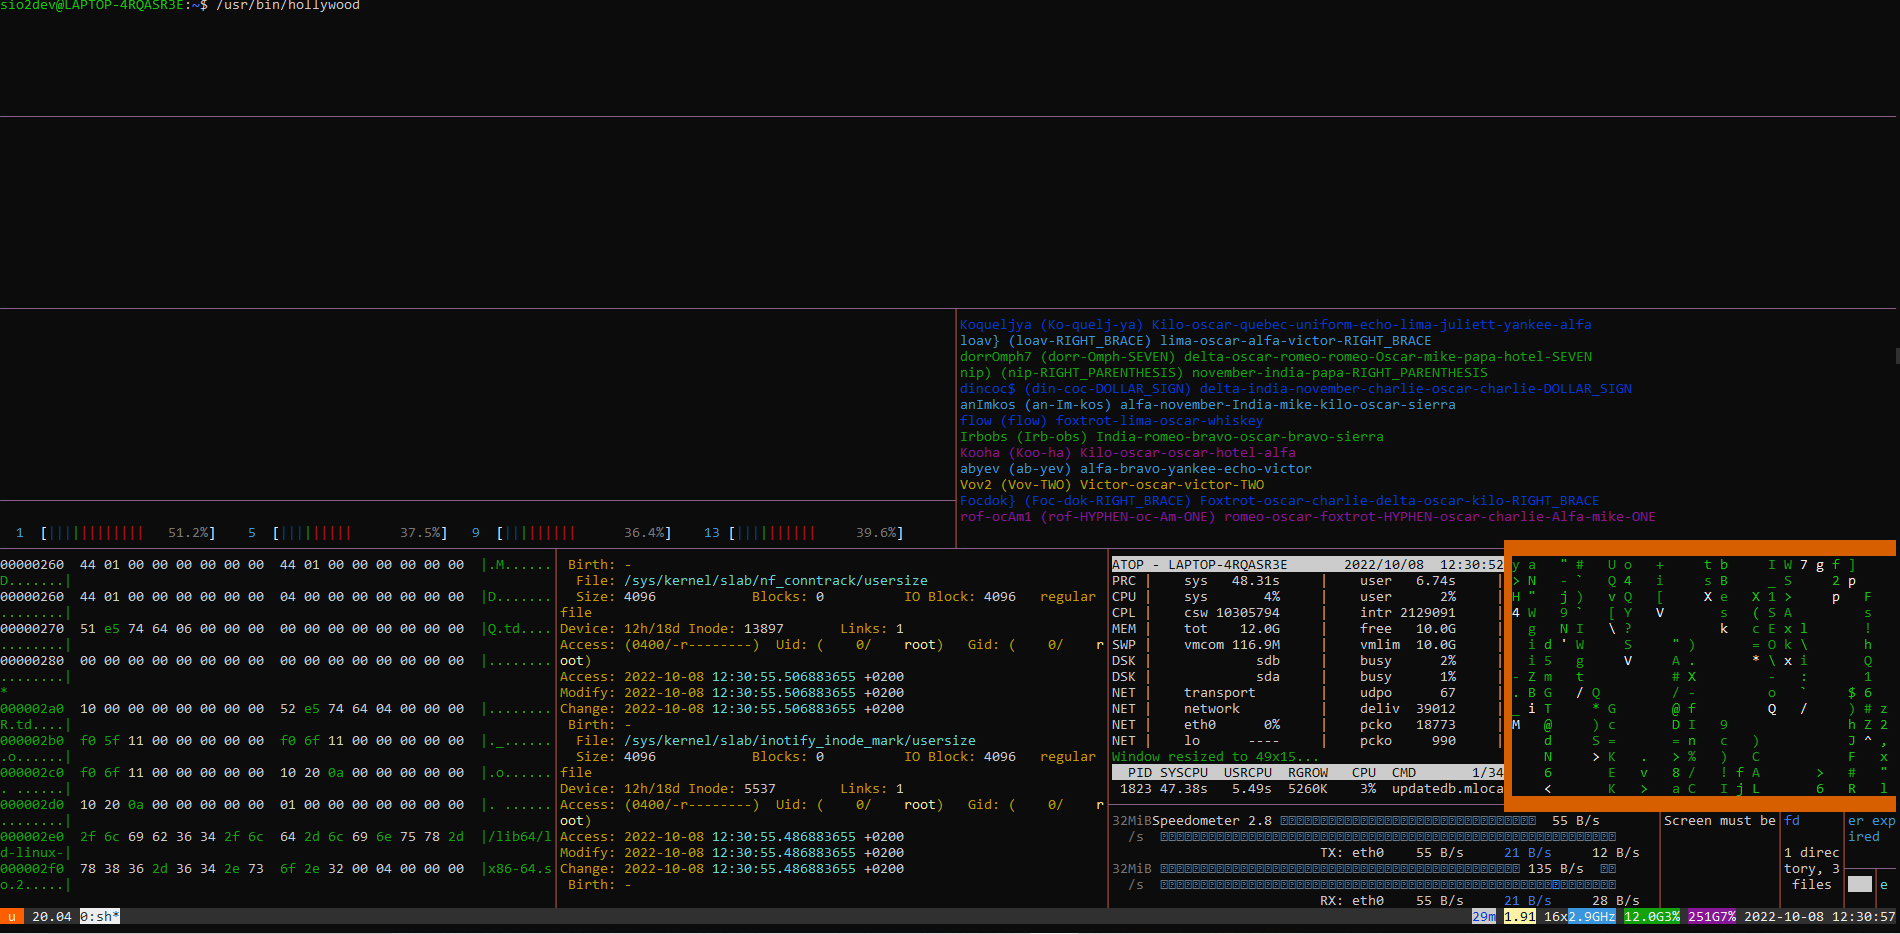 sio2dev@LAPTOP-4RQASR3E:~$ /usr/bin/hollywood
Koqueljya (Ko-quelj-ya) Kilo-oscar-quebec-uniform-echo-lima-juliett-yankee-alfa
loav} (loav-RIGHT_BRACE) lima-oscar-alfa-victor-RIGHT_BRACE
dorrOmph7 (dorr-Omph-SEVEN) delta-oscar-romeo-romeo-Oscar-mike-papa-hotel-SEVEN
nip) (nip-RIGHT_PARENTHESIS) november-india-papa-RIGHT_PARENTHESIS
dincoc$ (din-coc-DOLLAR_SIGN) delta-india-november-charlie-oscar-charlie-DOLLAR_SIGN
anImkos (an-Im-kos) alfa-november-India-mike-kilo-oscar-sierra
flow (flow) foxtrot-lima-oscar-whiskey
Irbobs (Irb-obs) India-romeo-bravo-oscar-bravo-sierra
Kooha (Koo-ha) Kilo-oscar-oscar-hotel-alfa
abyev (ab-yev) alfa-bravo-yankee-echo-victor
Vov2 (Vov-TWO) Victor-oscar-victor-TWO
Focdok} (Foc-dok-RIGHT_BRACE) Foxtrot-oscar-charlie-delta-oscar-kilo-RIGHT_BRACE
rof-ocAm1 (rof-HYPHEN-oc-Am-ONE) romeo-oscar-foxtrot-HYPHEN-oscar-charlie-Alfa-mike-ONE
1 [||||||||||||| 51.2%] 5 [||||||||| 37.5%] 9 [|||||||||| 36.4%] 13 [|||||||||| 39.6%]
00000260 44 01 00 00 00 00 00 00 44 01 00 00 00 00 00 00 |.M......
D.......|
00000260 44 01 00 00 00 00 00 00 04 00 00 00 00 00 00 00 |D.......
........|
00000270 51 e5 74 64 06 00 00 00 00 00 00 00 00 00 00 00 |Q.td....
........|
00000280 00 00 00 00 00 00 00 00 00 00 00 00 00 00 00 00 |........
........|
*
000002a0 10 00 00 00 00 00 00 00 52 e5 74 64 04 00 00 00 |........
R.td....|
000002b0 f0 5f 11 00 00 00 00 00 f0 6f 11 00 00 00 00 00 |._......
.o......|
000002c0 f0 6f 11 00 00 00 00 00 10 20 0a 00 00 00 00 00 |.o......
. ......|
000002d0 10 20 0a 00 00 00 00 00 01 00 00 00 00 00 00 00 |. ......
........|
000002e0 2f 6c 69 62 36 34 2f 6c 64 2d 6c 69 6e 75 78 2d |/lib64/l
d-linux-|
000002f0 78 38 36 2d 36 34 2e 73 6f 2e 32 00 04 00 00 00 |x86-64.s
o.2.....|
Birth: -
File: /sys/kernel/slab/nf_conntrack/usersize
Size: 4096 Blocks: 0 IO Block: 4096 regular
file
Device: 12h/18d Inode: 13897 Links: 1
Access: (0400/-r--------) Uid: ( 0/ root) Gid: ( 0/ r
oot)
Access: 2022-10-08 12:30:55.506883655 +0200
Modify: 2022-10-08 12:30:55.506883655 +0200
Change: 2022-10-08 12:30:55.506883655 +0200
Birth: -
File: /sys/kernel/slab/inotify_inode_mark/usersize
Size: 4096 Blocks: 0 IO Block: 4096 regular
file
Device: 12h/18d Inode: 5537 Links: 1
Access: (0400/-r--------) Uid: ( 0/ root) Gid: ( 0/ r
oot)
Access: 2022-10-08 12:30:55.486883655 +0200
Modify: 2022-10-08 12:30:55.486883655 +0200
Change: 2022-10-08 12:30:55.486883655 +0200
Birth: -
ATOP - LAPTOP-4RQASR3E 2022/10/08 12:30:52
PRC | sys 48.31s | user 6.74s |
CPU | sys 4% | user 2% |
CPL | csw 10305794 | intr 2129091 |
MEM | tot 12.0G | free 10.0G |
SWP | vmcom 116.9M | vmlim 10.0G |
DSK | sdb | busy 2% |
DSK | sda | busy 1% |
NET | transport | udpo 67 |
NET | network | deliv 39012 |
NET | eth0 0% | pcko 18773 |
NET | lo ---- | pcko 990 |
Window resized to 49x15...
PID SYSCPU USRCPU RGROW CPU CMD 1/34
1823 47.38s 5.49s 5260K 3% updatedb.mloca
y a " # U o + t b I W 7 g f ]
> N - ` Q 4 i s B _ S 2 p
H " j ) v Q [ X e X 1 > p F
4 W 9 ` [ Y V s ( S A s
g N I \ ? k c E x l !
i d ' W S " ) = O k \ h
i 5 g V A . * \ x i Q
- Z m t # X - : 1
. B G / Q / - o ` $ 6
_ i T * G @ f Q / ) # z
M @ ) c D I 9 h Z 2
d S = = n c ) J ^ ,
N > K . > % ) C F x
6 E v 8 / ! f A > # "
< K > a C I j L 6 R l
32MiBSpeedometer 2.8 55 B/s
/s
TX: eth0 55 B/s 21 B/s 12 B/s
32MiB 135 B/s
/s
RX: eth0 55 B/s 21 B/s 28 B/s
Screen must be
fd
1 direc
tory, 3
files
er exp
ired
e
u 20.04 0:sh* 29m 1.91 16x2.9GHz 12.0G3% 251G7% 2022-10-08 12:30:57